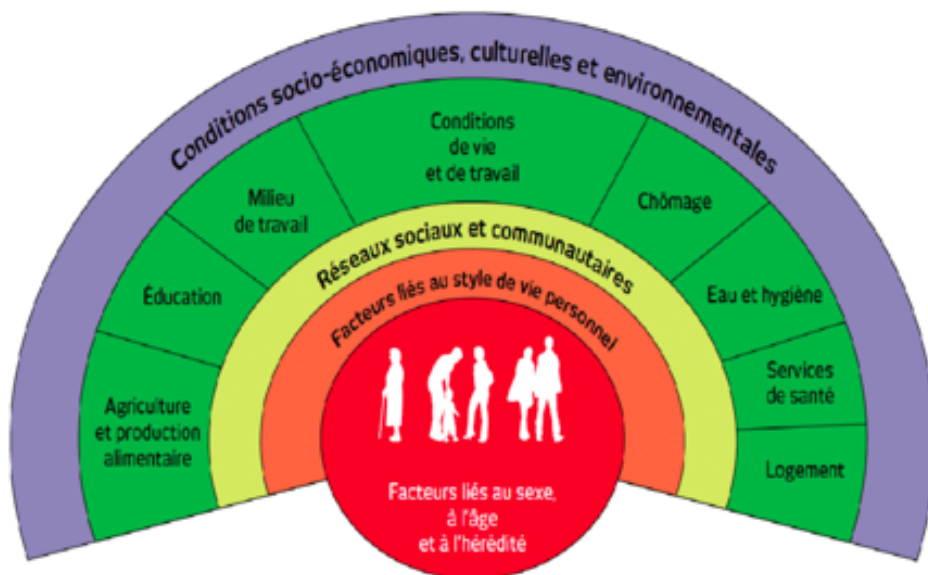 Conditions socio-économiques, culturelles et environnementales
Conditions
de vie
et de travail
Milieu
de travail
Chômage
Réseaux sociaux et communautaires
Éducation
Eau et hygiène
Facteurs liés au style de vie personnel
Services
de santé
Agriculture
et production
alimentaire
Logement
Facteurs liés au sexe,
à l'âge
et à l'hérédité